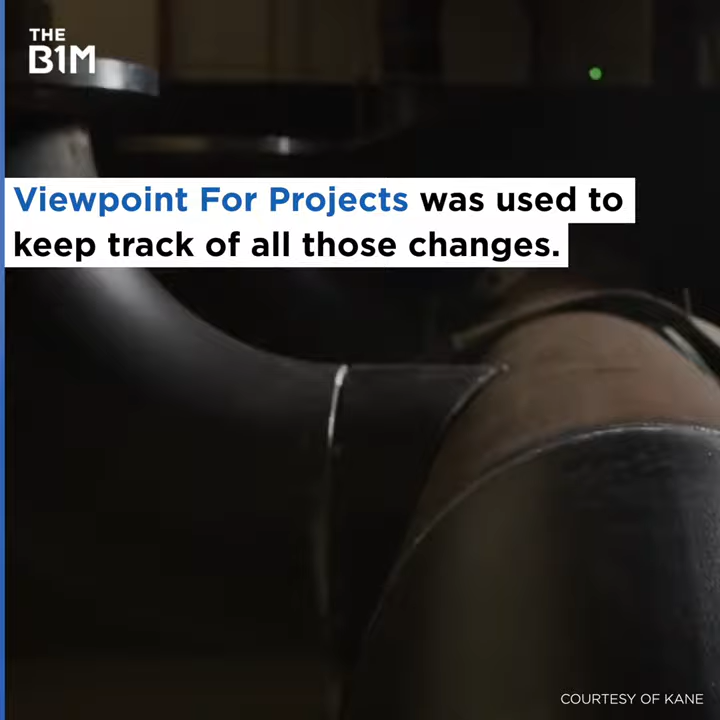 THE
B1M
Viewpoint For Projects was used to
keep track of all those changes.
COURTESY OF KANE